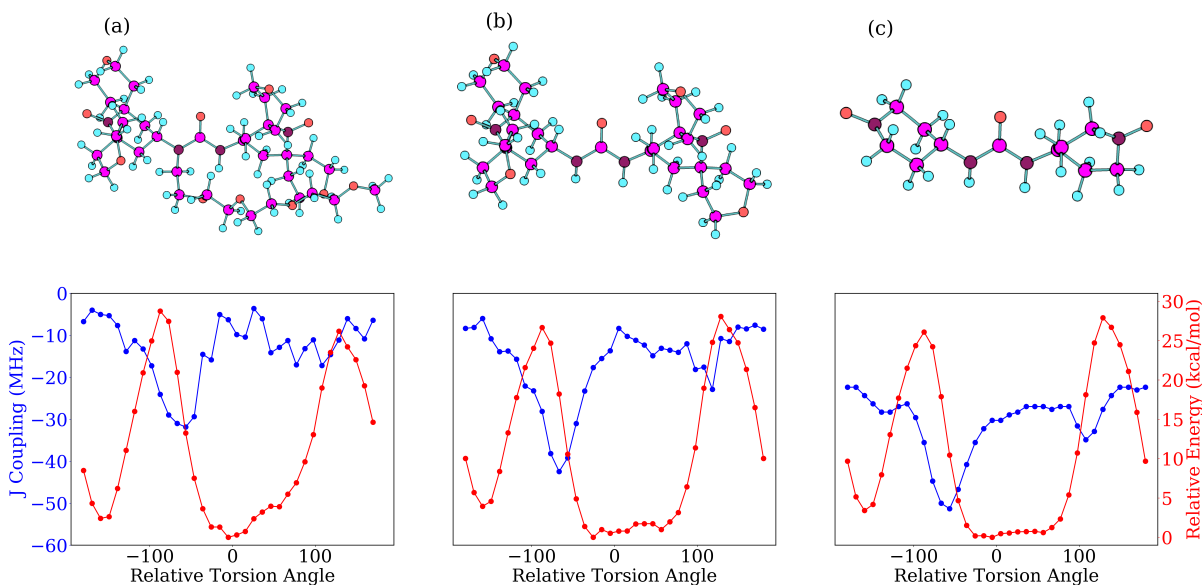 (a)
(b)
(c)
0
−10
−20
−30
−40
−50
−60
J Coupling (MHz)
−100
0
100
Relative Torsion Angle
−100
0
100
Relative Torsion Angle
−100
0
100
Relative Torsion Angle
30
25
20
15
10
5
0
Relative Energy (kcal/mol)